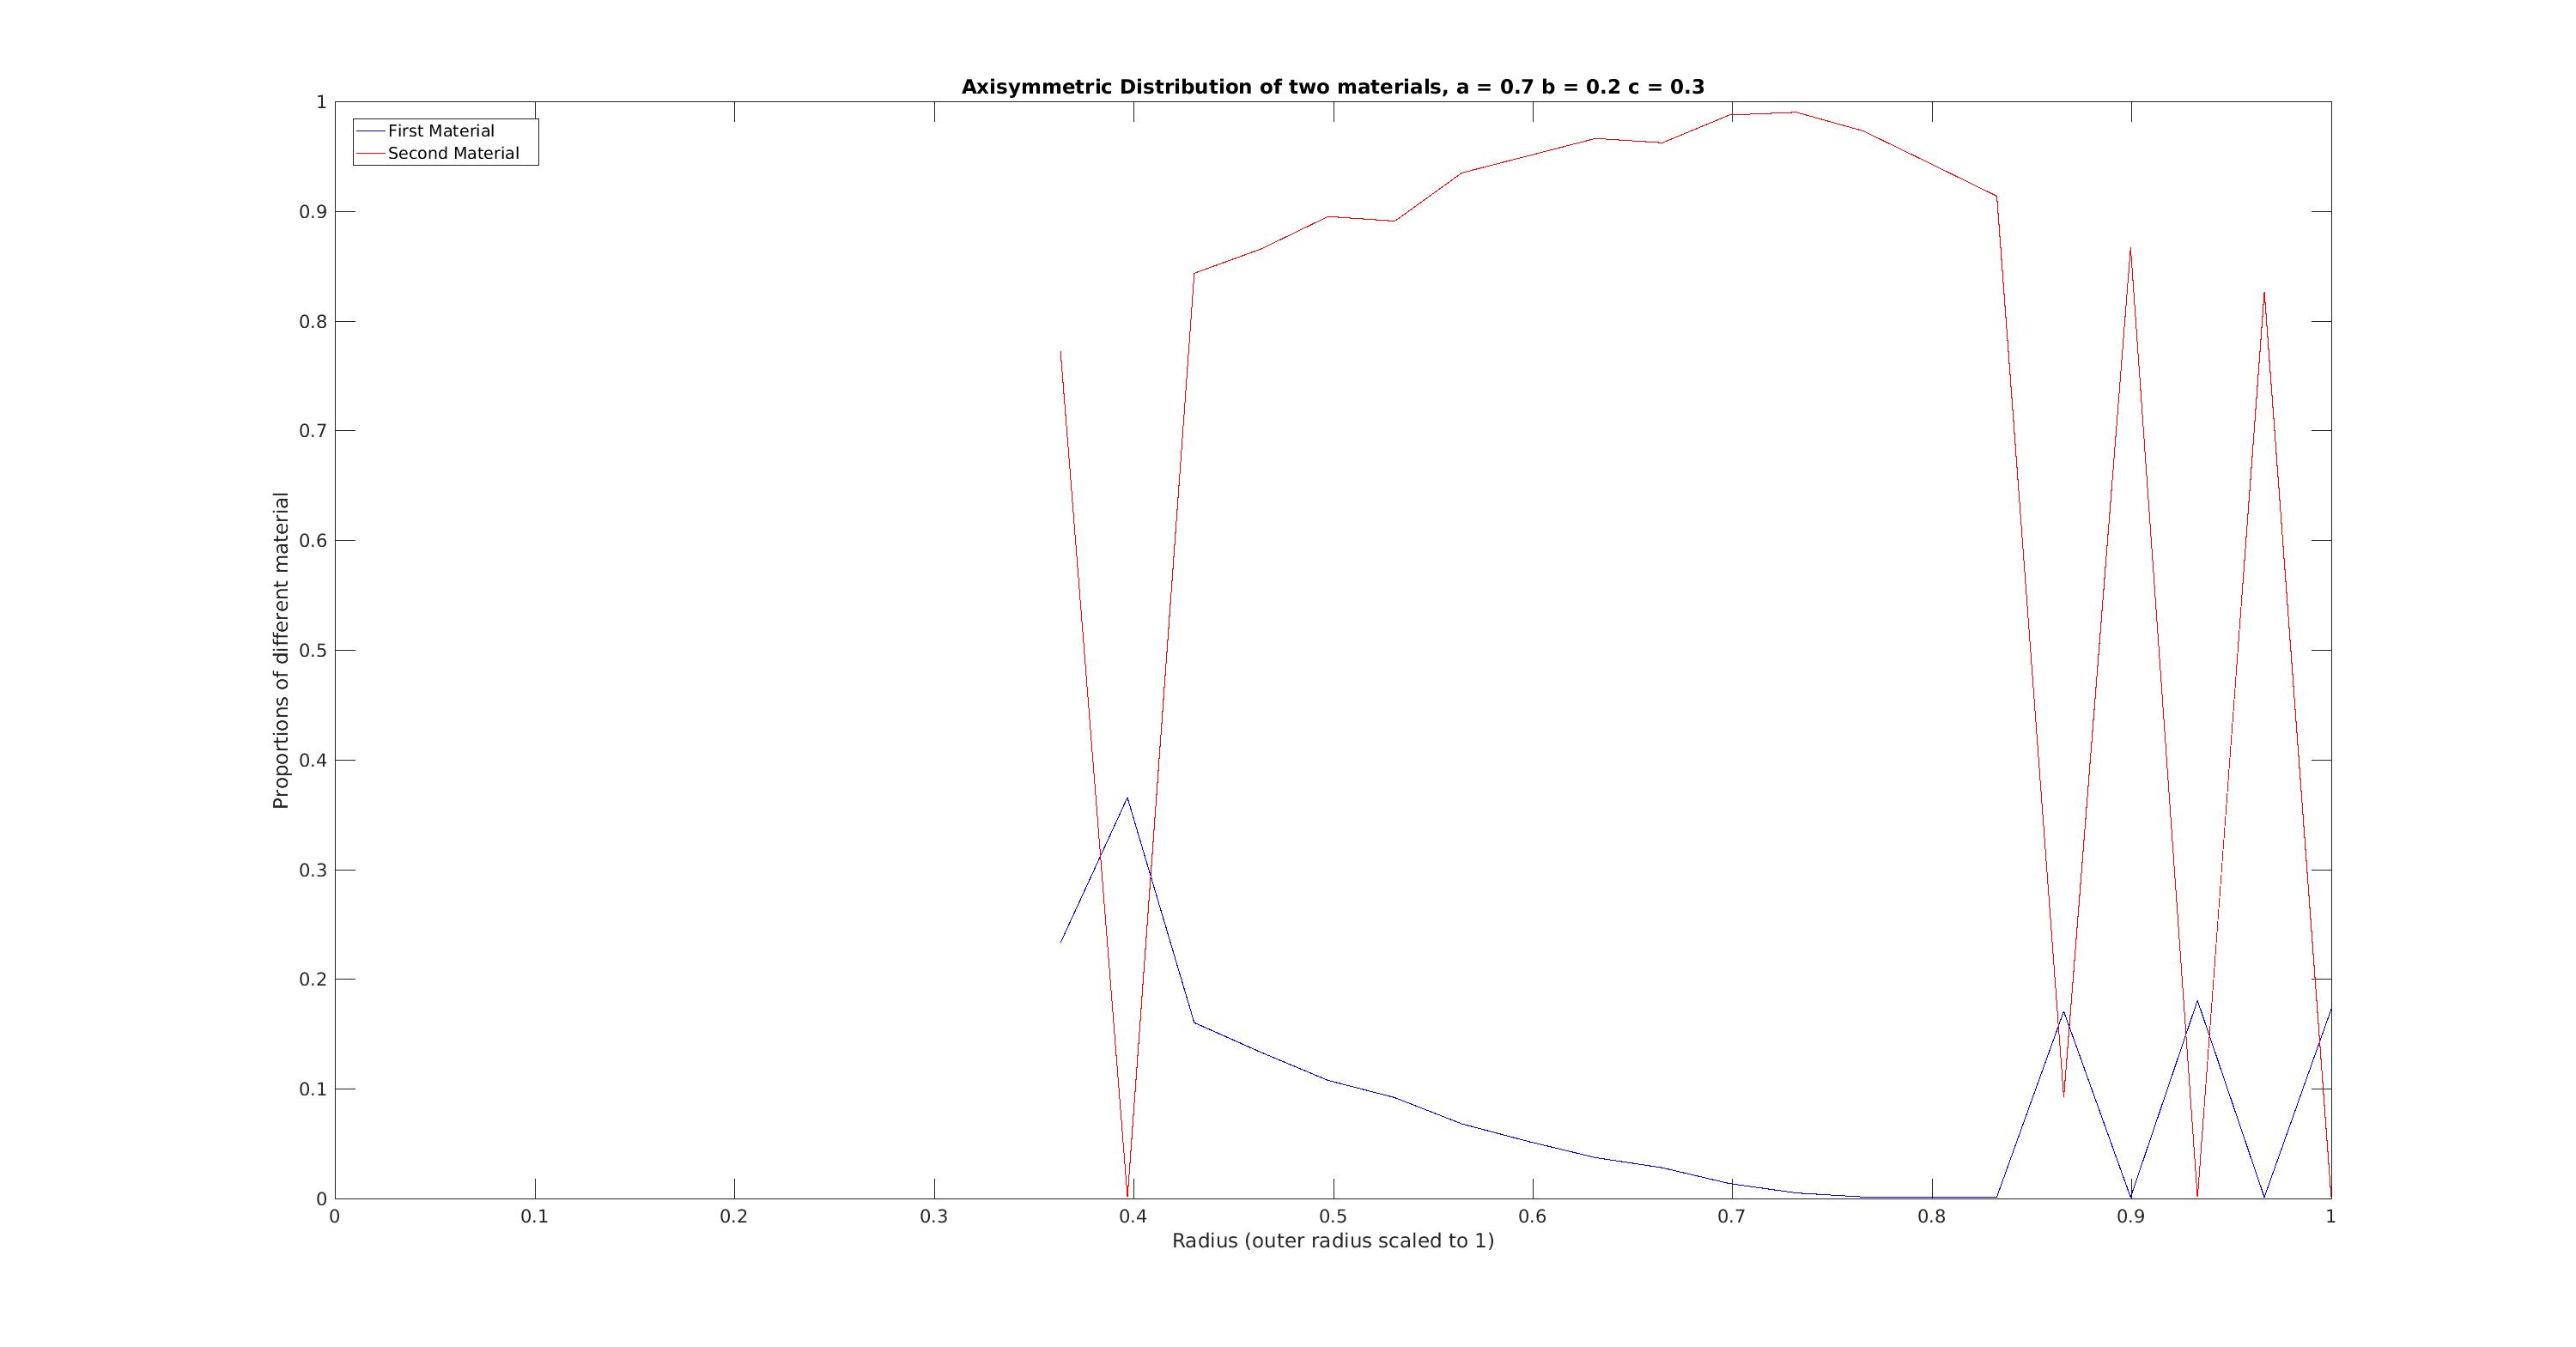 Axisymmetric Distribution of two materials, a = 0.7 b = 0.2 c = 0.3
First Material
Second Material
1
0.9
0.8
0.7
0.6
0.5
0.4
0.3
0.2
0.1
0
Proportions of different material
0 0.1 0.2 0.3 0.4 0.5 0.6 0.7 0.8 0.9 1
Radius (outer radius scaled to 1)